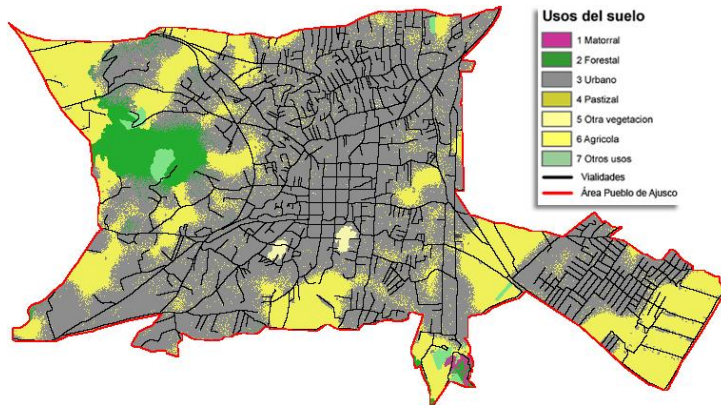 Usos del suelo
1 Matorral
2 Forestal
3 Urbano
4 Pastizal
5 Otra vegetacion
6 Agricola
7 Otros usos
Vialidades
Área Pueblo de Ajusco